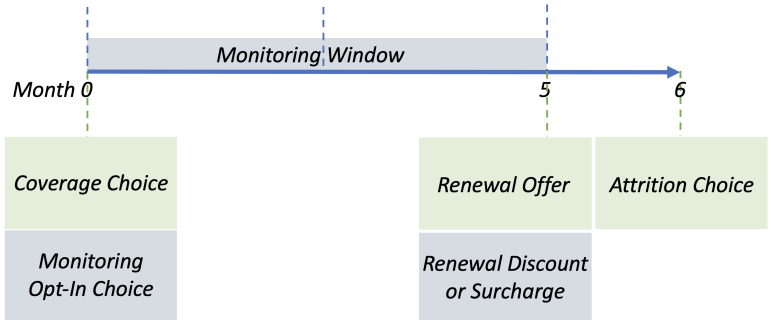 Monitoring Window
Month 0 5 6
Coverage Choice
Renewal Offer
Attrition Choice
Monitoring
Opt-In Choice
Renewal Discount
or Surcharge